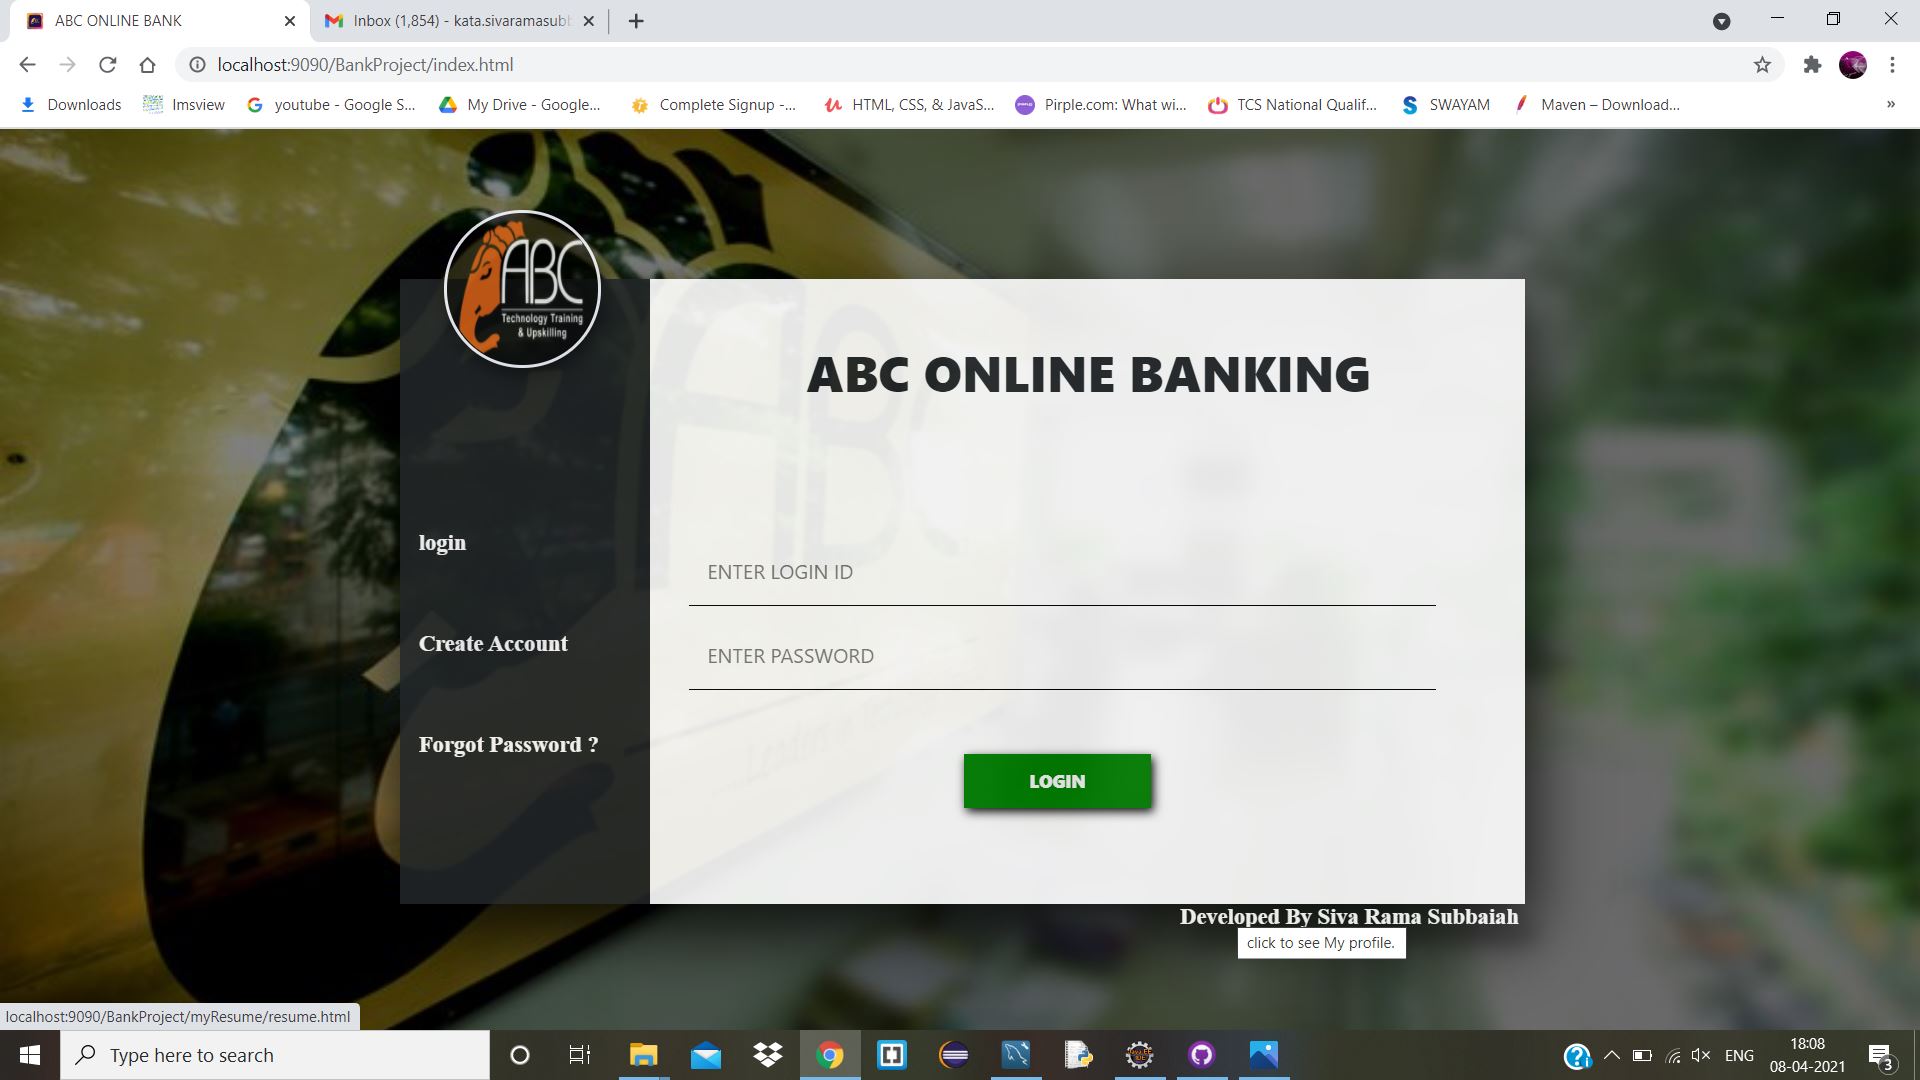 ABC ONLINE BANK
Inbox (1,854) - kata.sivaramasubb
localhost:9090/BankProject/index.html
Downloads
Imsview
youtube - Google S...
My Drive - Google...
Complete Signup -...
HTML, CSS, & JavaS...
Pirple.com: What wi...
TCS National Qualif...
SWAYAM
Maven – Download...
»
ABC
Technology Training
& Upskilling
ABC ONLINE BANKING
login
ENTER LOGIN ID
Create Account
ENTER PASSWORD
Forgot Password ?
LOGIN
Developed By Siva Rama Subbaiah
click to see My profile.
localhost:9090/BankProject/myResume/resume.html
Type here to search
ENG
18:08
08-04-2021
3